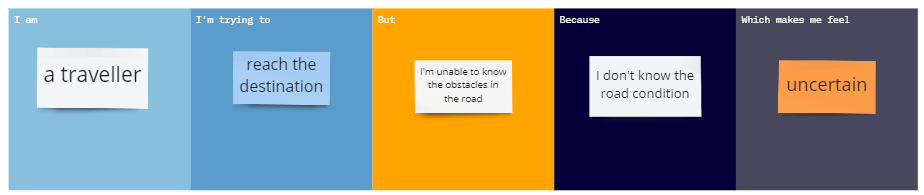 I am
a traveller
I'm trying to
reach the
destination
But
I'm unable to know
the obstacles in
the road
Because
I don't know the
road condition
Which makes me feel
uncertain